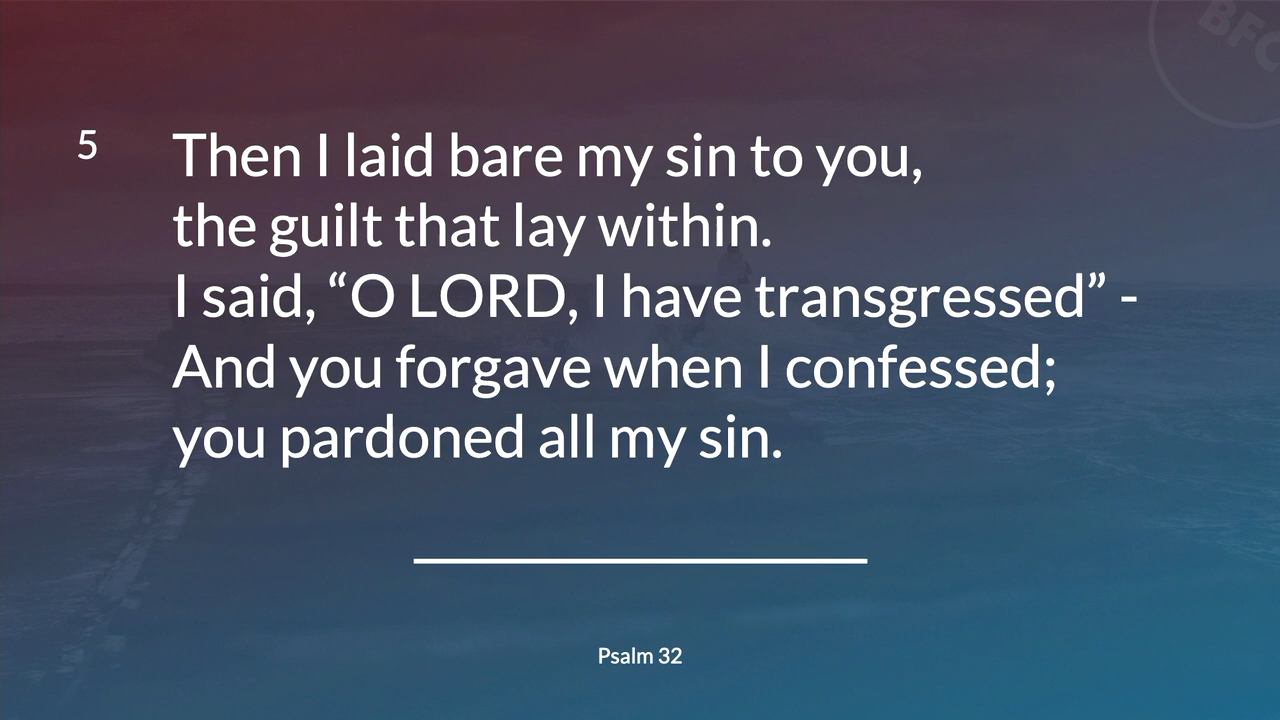 BFC
5
Then I laid bare my sin to you,
the guilt that lay within.
I said, “O LORD, I have transgressed” -
And you forgave when I confessed;
you pardoned all my sin.
Psalm 32